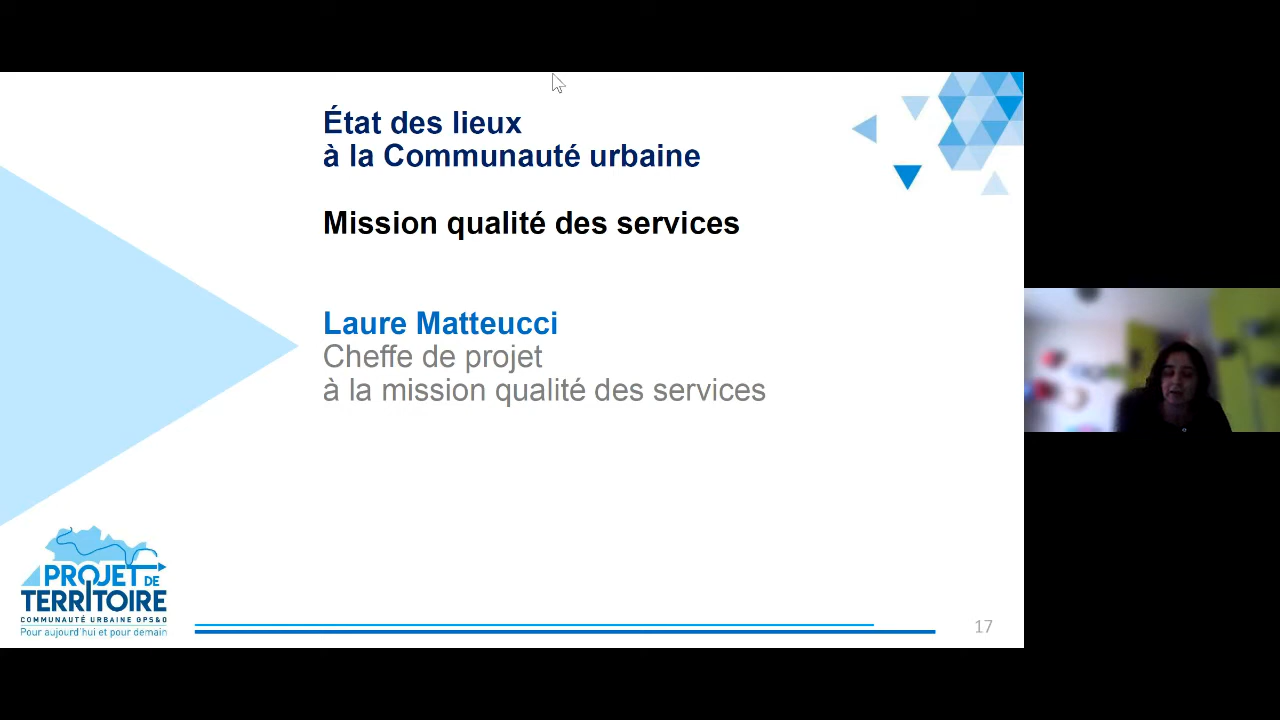 État des lieux
à la Communauté urbaine
Mission qualité des services
Laure Matteucci
Cheffe de projet
à la mission qualité des services
PROJET DE
TERRITOIRE
COMMUNAUTÉ URBAINE GPS&O
Pour aujourd'hui et pour demain
17